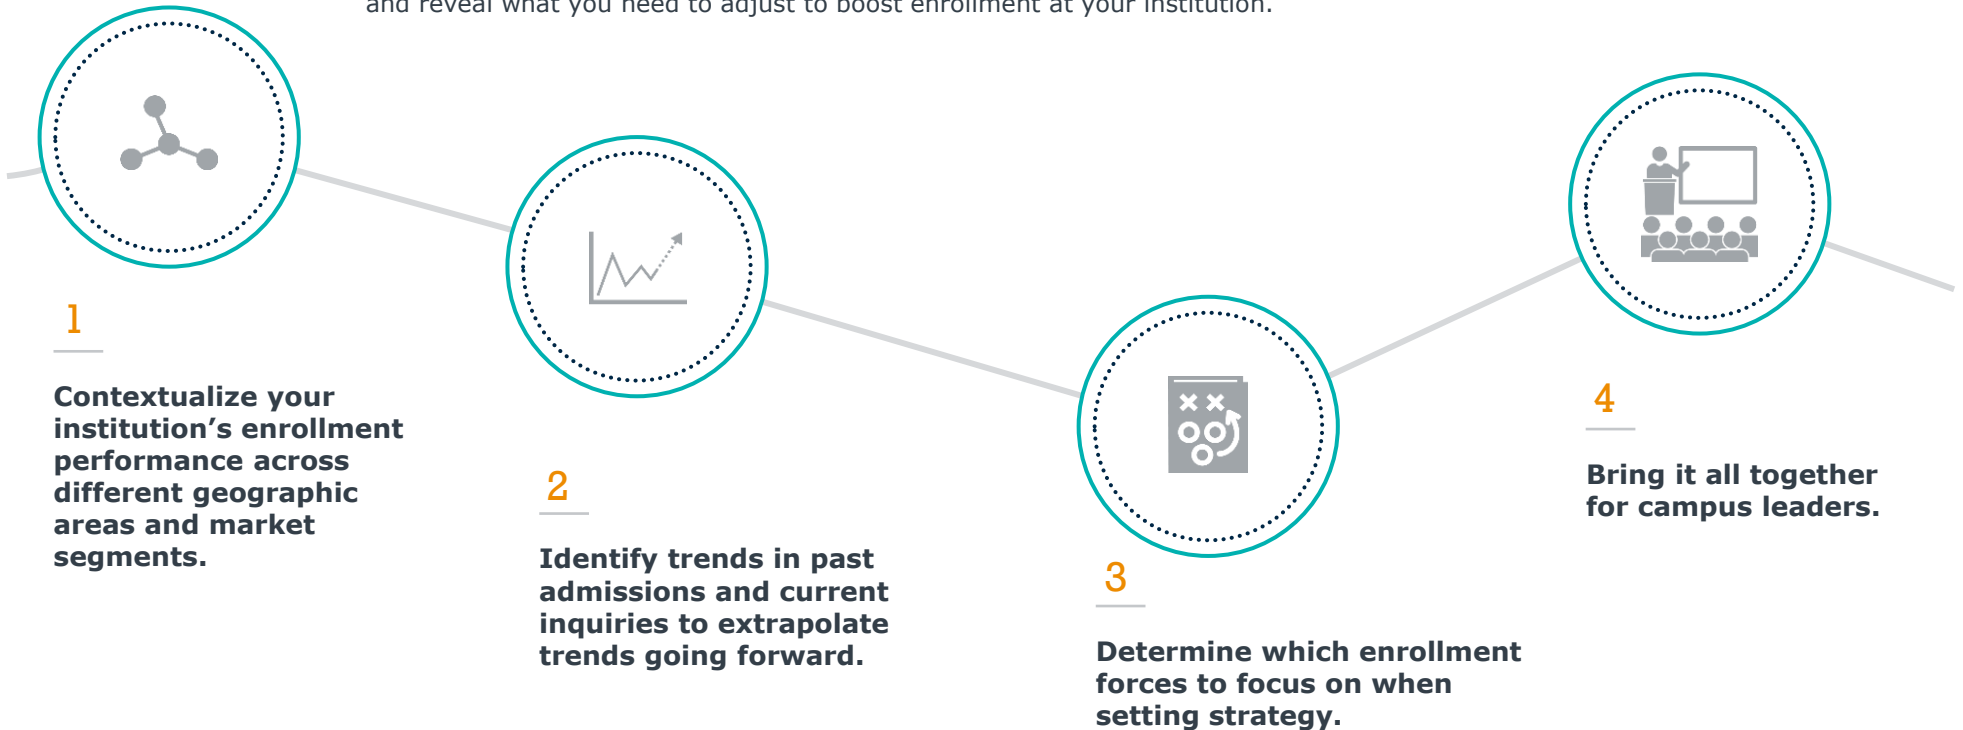 and reveal what you need to adjust to boost enrollment at your institution.
1
Contextualize your
institution’s enrollment
performance across
different geographic
areas and market
segments.
2
Identify trends in past
admissions and current
inquiries to extrapolate
trends going forward.
3
Determine which enrollment
forces to focus on when
setting strategy.
4
Bring it all together
for campus leaders.